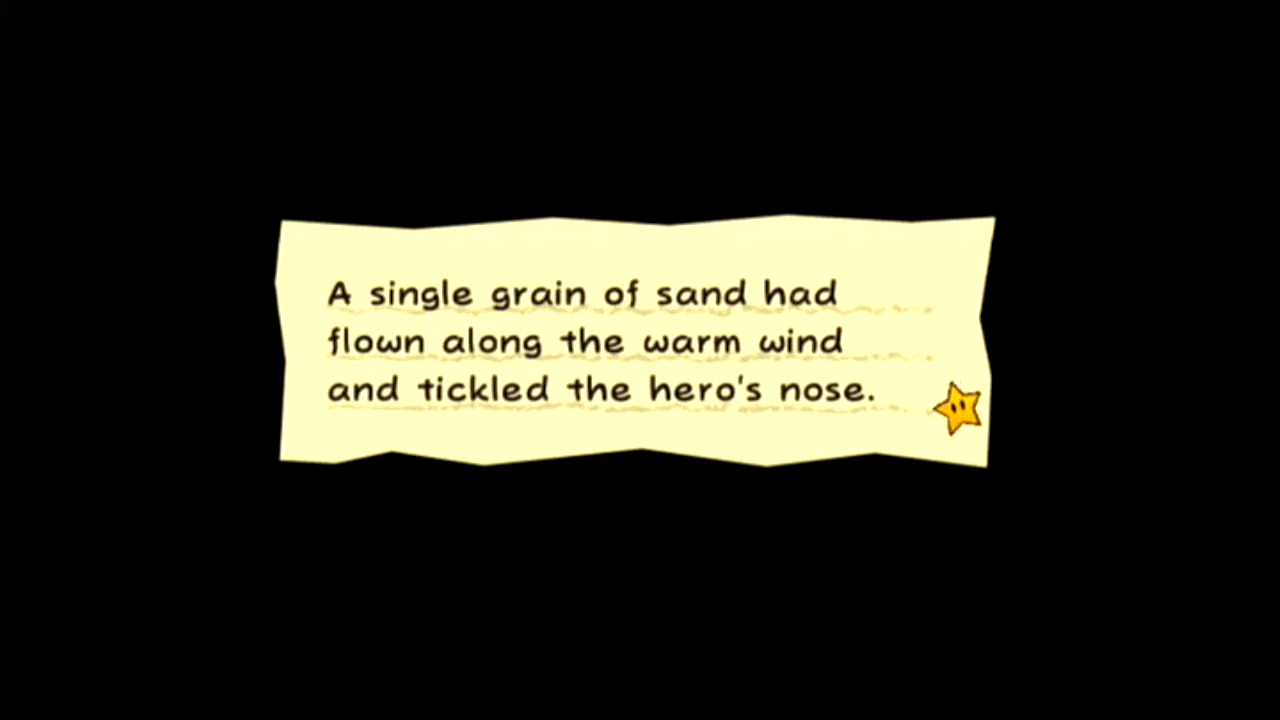 A single grain of sand had
flown along the warm wind
and tickled the hero's nose.